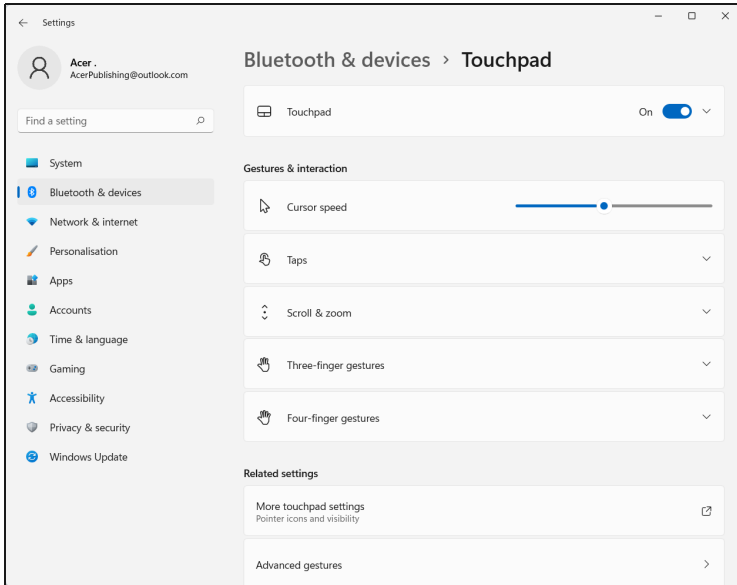 Settings
Acer .
AcerPublishing@outlook.com
Find a setting
System
Bluetooth & devices
Network & internet
Personalisation
Apps
Accounts
Time & language
Gaming
Accessibility
Privacy & security
Windows Update
Bluetooth & devices › Touchpad
Touchpad
On
Gestures & interaction
Cursor speed
Taps
Scroll & zoom
Three-finger gestures
Four-finger gestures
Related settings
More touchpad settings
Pointer icons and visibility
Advanced gestures